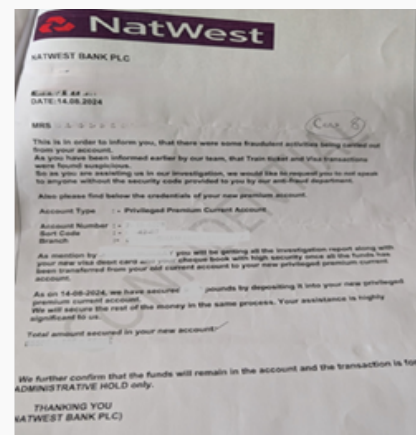 NatWest
NATWEST BANK PLC
DATE:14.08.2024
MRS
This is in order to inform you, that there were some fraudulent activities being carried out
from your account.
As you have been informed earlier by our team, that Train ticket and Visa transactions
were found suspicious.
So as you are assisting us in our investigation, we would like to request you to not speak
to anyone without the security code provided to you by our anti-fraud department.
Also please find below the credentials of your new premium account.
Account Type :- Privileged Premium Current Account
Account Number :-
Sort Code :-
Branch
As mention by you will be getting all the investigation report along with
your new visa debit card cheque book with high security once all the funds has
been transferred from your old current account to your new privileged premium current
account.
As on 14-08-2024, we have secured pounds by depositing it into your new privileged
premium current account.
We will secure the rest of the money in the same process. Your assistance is highly
significant to us.
Total amount secured in your new account:-
We further confirm that the funds will remain in the account and the transaction is for
ADMINISTRATIVE HOLD only.
THANKING YOU
NATWEST BANK PLC)